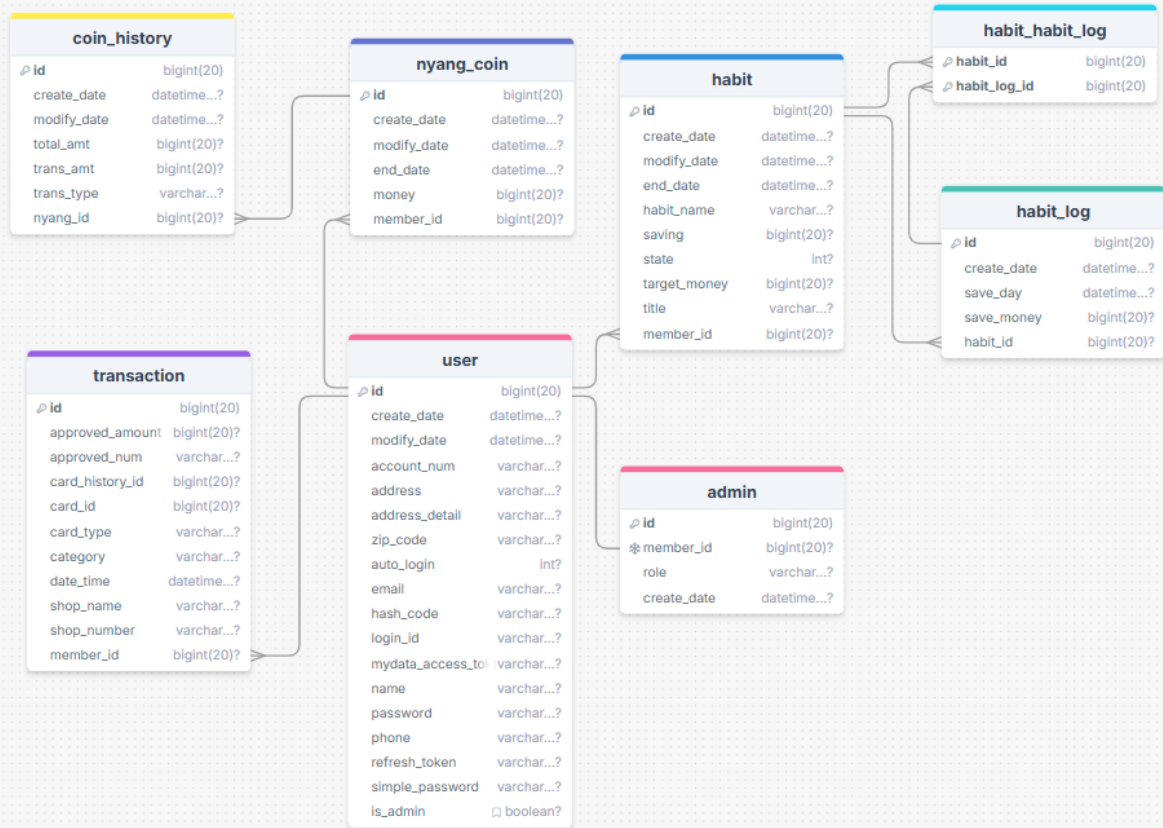 coin_history
id bigint(20)
create_date datetime...?
modify_date datetime...?
total_amt bigint(20)?
trans_amt bigint(20)?
trans_type varchar...?
nyang_id bigint(20)?
nyang_coin
id bigint(20)
create_date datetime...?
modify_date datetime...?
end_date datetime...?
money bigint(20)?
member_id bigint(20)?
habit
id bigint(20)
create_date datetime...?
modify_date datetime...?
end_date datetime...?
habit_name varchar...?
saving bigint(20)?
state int?
target_money bigint(20)?
title varchar...?
member_id bigint(20)?
habit_habit_log
habit_id bigint(20)
habit_log_id bigint(20)
habit_log
id bigint(20)
create_date datetime...?
save_day datetime...?
save_money bigint(20)?
habit_id bigint(20)?
transaction
id bigint(20)
approved_amount bigint(20)?
approved_num varchar...?
card_history_id bigint(20)?
card_id bigint(20)?
card_type varchar...?
category varchar...?
date_time datetime...?
shop_name varchar...?
shop_number varchar...?
member_id bigint(20)?
user
id bigint(20)
create_date datetime...?
modify_date datetime...?
account_num varchar...?
address varchar...?
address_detail varchar...?
zip_code varchar...?
auto_login int?
email varchar...?
hash_code varchar...?
login_id varchar...?
mydata_access_to varchar...?
name varchar...?
password varchar...?
phone varchar...?
refresh_token varchar...?
simple_password varchar...?
is_admin boolean?
admin
id bigint(20)
member_id bigint(20)?
role varchar...?
create_date datetime...?